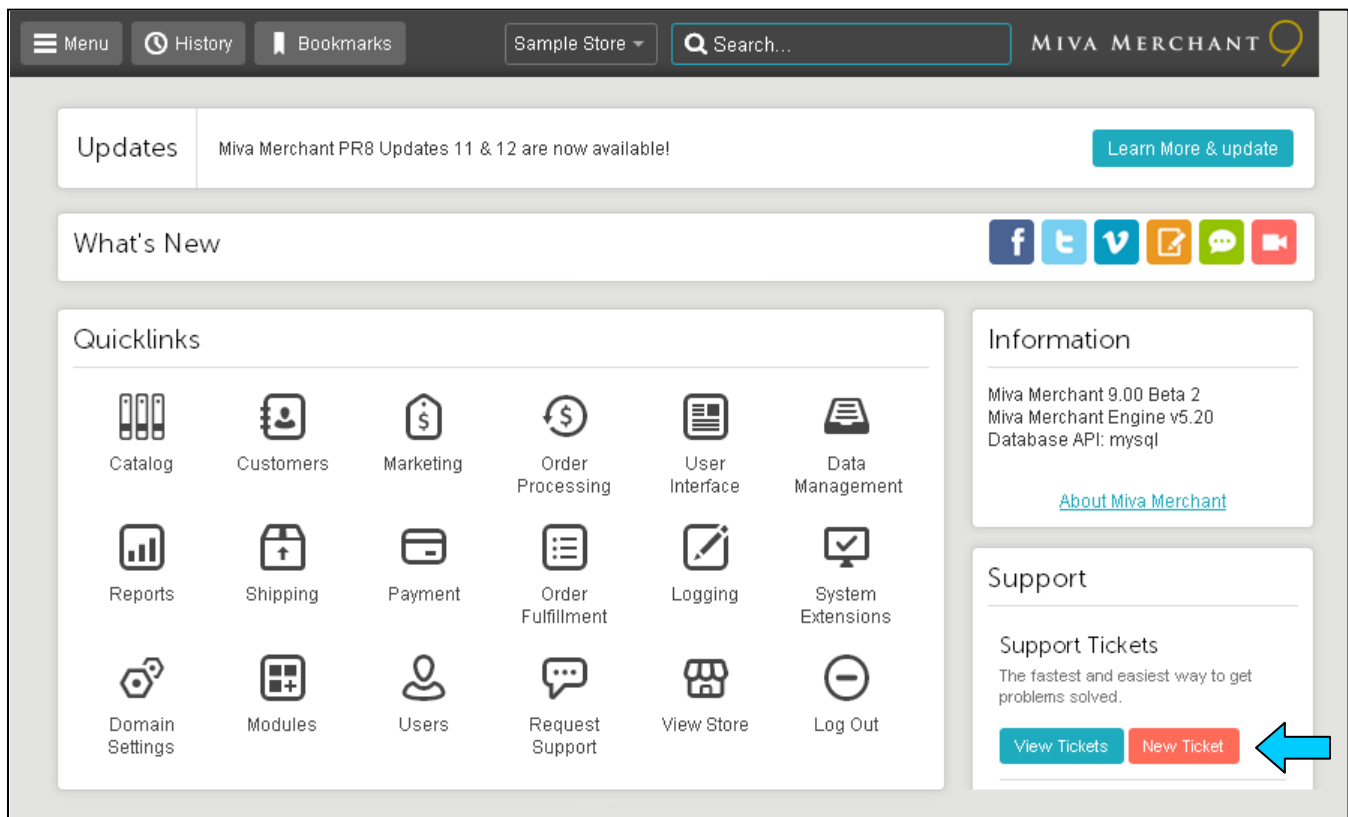 Menu History Bookmarks Sample Store Search... MIVA MERCHANT 9
Updates Miva Merchant PR8 Updates 11 & 12 are now available! Learn More & update
What's New
Quicklinks
Catalog Customers Marketing Order Processing User Interface Data Management
Reports Shipping Payment Order Fulfillment Logging System Extensions
Domain Settings Modules Users Request Support View Store Log Out
Information
Miva Merchant 9.00 Beta 2
Miva Merchant Engine v5.20
Database API: mysql
About Miva Merchant
Support
Support Tickets
The fastest and easiest way to get
problems solved.
View Tickets New Ticket